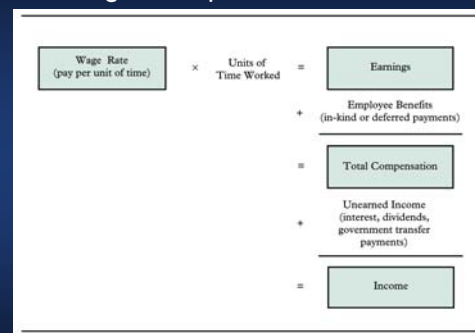 Wage Rate
(pay per unit of time)
×
Units of
Time Worked
=
Earnings
+
Employee Benefits
(in-kind or deferred payments)
=
Total Compensation
+
Unearned Income
(interest, dividends,
government transfer
payments)
=
Income